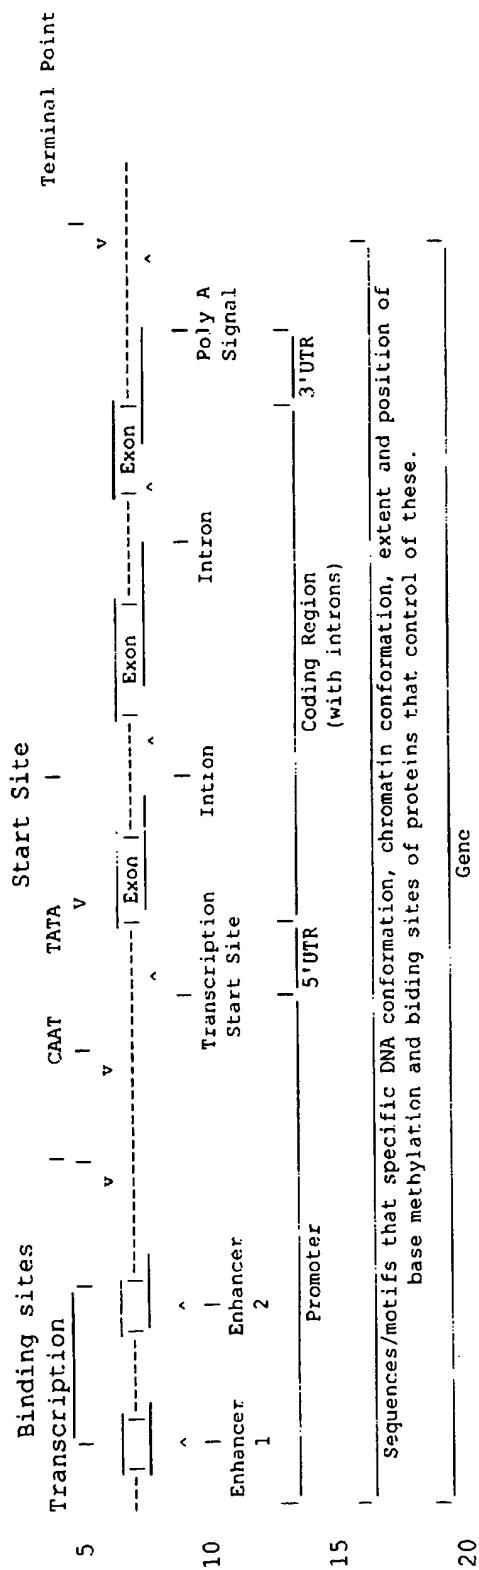 Binding sites Start Site
Transcription CAAT TATA Terminal Point
5
Exon Exon Exon
10 Enhancer Enhancer Transcription Intron Intron Poly A
1 2 Start Site Signal
Promoter 5'UTR Coding Region 3'UTR
(with introns)
15
Sequences/motifs that specific DNA conformation, chromatin conformation, extent and position of
base methylation and biding sites of proteins that control of these.
Gene
20